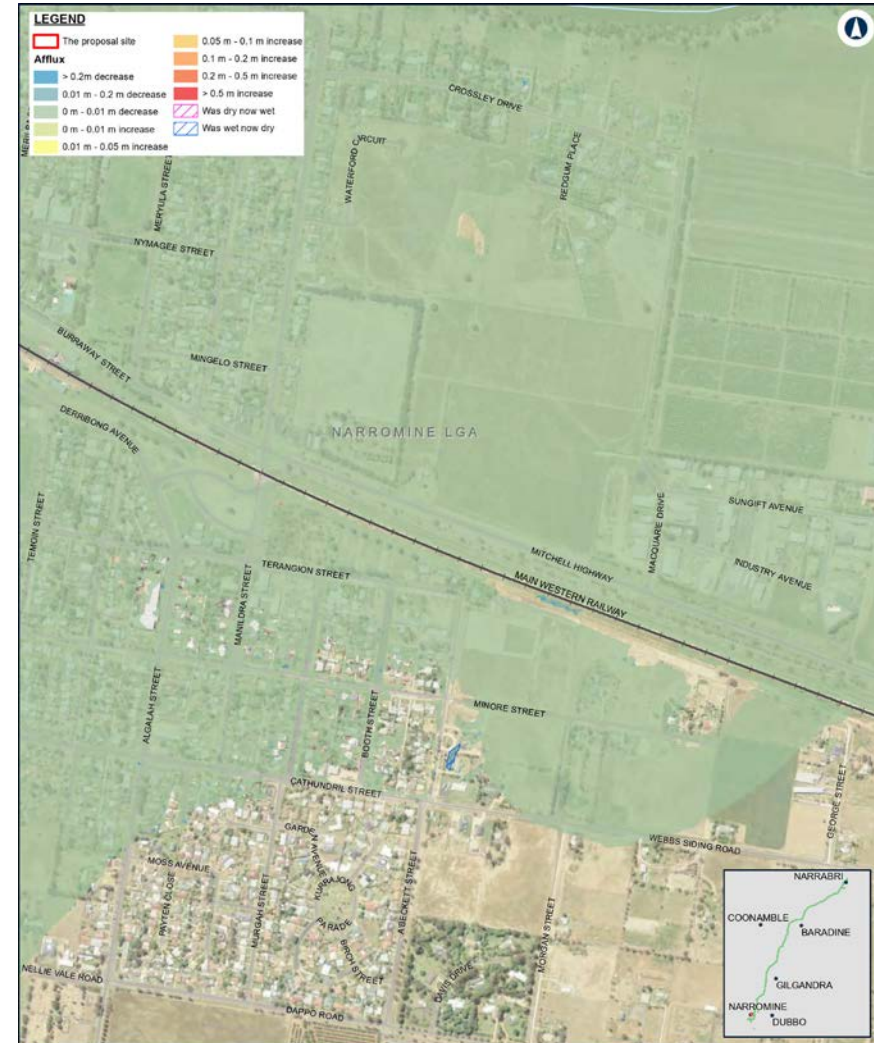 LEGEND
The proposal site
Afflux
> 0.2m decrease
0.01 m - 0.2 m decrease
0 m - 0.01 m decrease
0 m - 0.01 m increase
0.01 m - 0.05 m increase
0.05 m - 0.1 m increase
0.1 m - 0.2 m increase
0.2 m - 0.5 m increase
> 0.5 m increase
Was dry now wet
Was wet now dry
CROSSLEY DRIVE
WATERFORD CIRCUIT
REDGUM PLACE
MERYULA STREET
NYMAGEE STREET
BURRAWAY STREET
MINGELO STREET
DERRIBONG AVENUE
NARROMINE LGA
TEMOIN STREET
MACQUARIE DRIVE
SUNGIFT AVENUE
MITCHELL HIGHWAY
INDUSTRY AVENUE
MAIN WESTERN RAILWAY
TERANGION STREET
MANILDRA STREET
ALGALAH STREET
BOOTH STREET
MINORE STREET
CATHUNDRIL STREET
GEORGE STREET
WEBBS SIDING ROAD
GARDEN AVENUE
MOSS AVENUE
PAYTEN CLOSE
KURRAJONG
PARADE
MURGAH STREET
BIRCH STREET
A'BECKETT STREET
DAVIS DRIVE
MORGAN STREET
NELLIE VALE ROAD
DAPPO ROAD
NARRABRI
COONAMBLE
BARADINE
GILGANDRA
NARROMINE
DUBBO